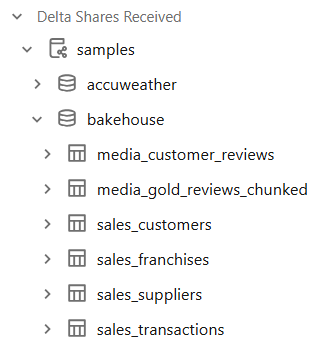 Delta Shares Received
samples
accuweather
bakehouse
media_customer_reviews
media_gold_reviews_chunked
sales_customers
sales_franchises
sales_suppliers
sales_transactions